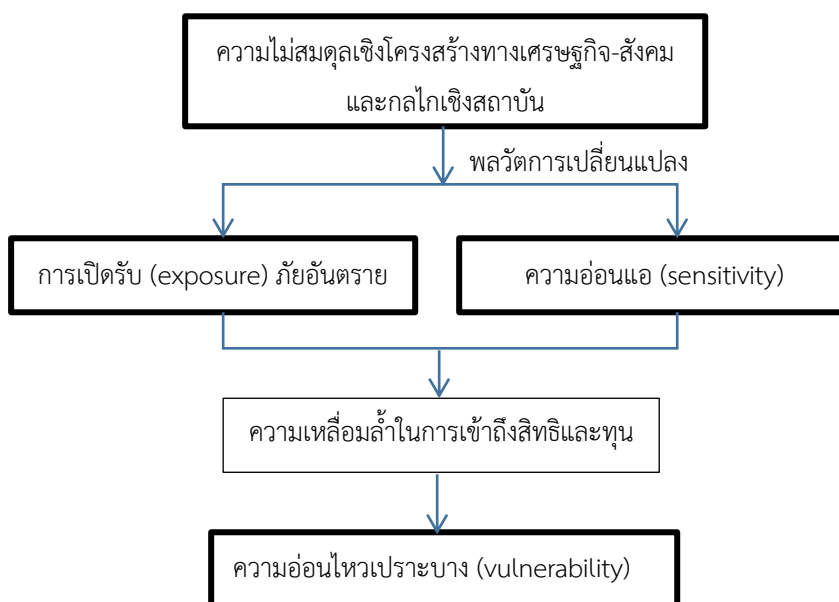 ความไม่สมดุลเชิงโครงสร้างทางเศรษฐกิจ-สังคม
และกลไกเชิงสถาบัน
พลวัตการเปลี่ยนแปลง
การเปิดรับ (exposure) ภัยอันตราย
ความอ่อนแอ (sensitivity)
ความเหลื่อมล้ำในการเข้าถึงสิทธิและทุน
ความอ่อนไหวเปราะบาง (vulnerability)